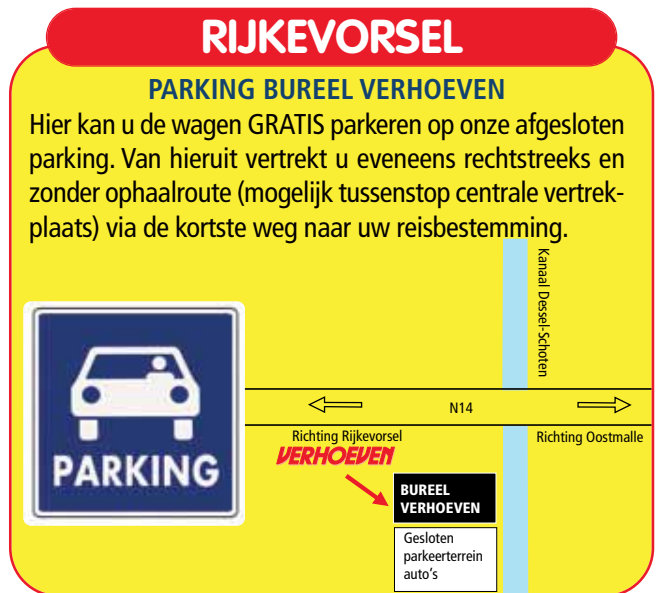 RIJKEVORSEL
PARKING BUREEL VERHOEVEN
Hier kan u de wagen GRATIS parkeren op onze afgesloten
parking. Van hieruit vertrekt u eveneens rechtstreeks en
zonder ophaalroute (mogelijk tussenstop centrale vertrek-
plaats) via de kortste weg naar uw reisbestemming.
Kanaal Dessel-Schoten
N14
Richting Rijkevorsel
Richting Oostmalle
VERHOEVEN
PARKING
BUREEL
VERHOEVEN
Gesloten
parkeerterrein
auto's